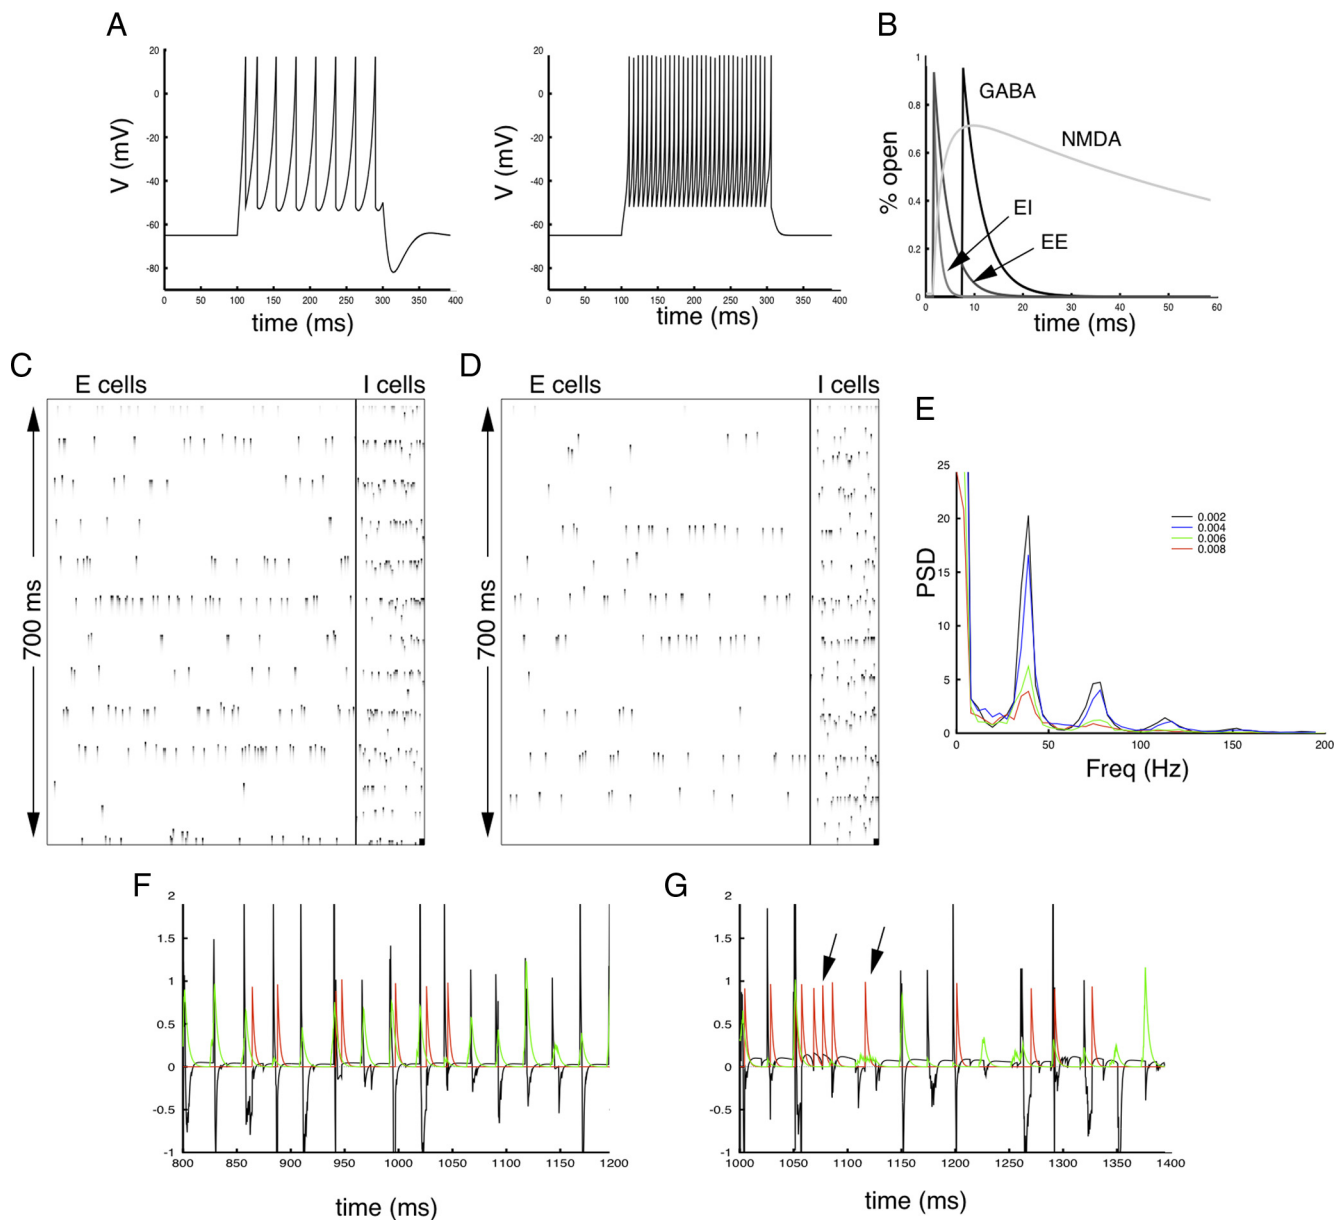 A
20
0
-20
-40
-60
-80
V (mV)
0 50 100 150 200 250 300 350 400
time (ms)
20
0
-20
-40
-60
-80
V (mV)
0 50 100 150 200 250 300 350 400
time (ms)
B
1
0.8
0.6
0.4
0.2
0
% open
GABA
NMDA
EI
EE
0 10 20 30 40 50 60
time (ms)
C
E cells I cells
700 ms
D
E cells I cells
700 ms
E
25
20
15
10
5
0
PSD
0.002
0.004
0.006
0.008
0 50 100 150 200
Freq (Hz)
F
2
1.5
1
0.5
0
-0.5
-1
800 850 900 950 1000 1050 1100 1150 1200
time (ms)
G
2
1.5
1
0.5
0
-0.5
-1
1000 1050 1100 1150 1200 1250 1300 1350 1400
time (ms)